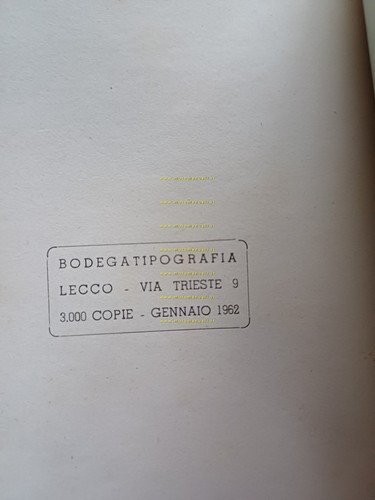 BODEGATIPOGRAFIA
LECCO - VIA TRIESTE 9
3.000 COPIE - GENNAIO 1962